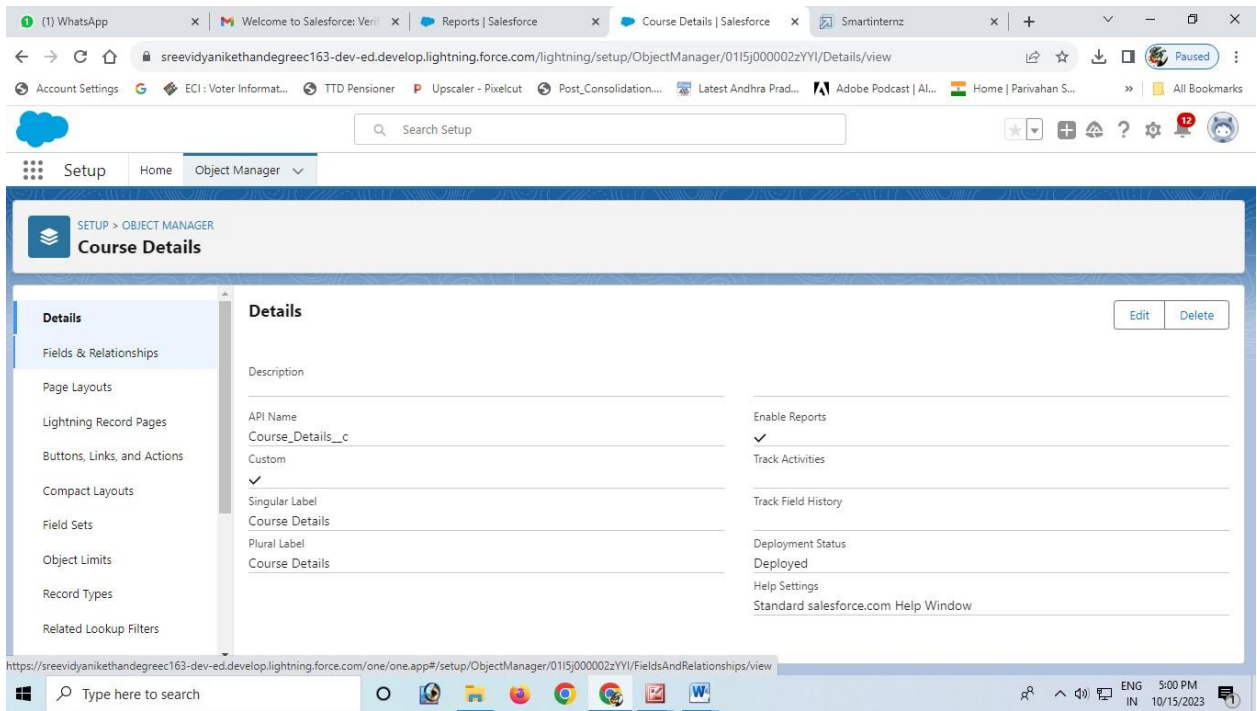 (1) WhatsApp
Welcome to Salesforce: Veri
Reports | Salesforce
Course Details | Salesforce
Smartinternz
sreevidyanikethandegreec163-dev-ed.develop.lightning.force.com/lightning/setup/ObjectManager/01I5j000002zYYI/Details/view
Paused
Account Settings
ECI : Voter Informat...
TTD Pensioner
Upscaler - Pixelcut
Post_Consolidation....
Latest Andhra Prad...
Adobe Podcast | AI...
Home | Parivahan S...
»
All Bookmarks
Search Setup
12
Setup
Home
Object Manager
SETUP > OBJECT MANAGER
Course Details
Details
Fields & Relationships
Page Layouts
Lightning Record Pages
Buttons, Links, and Actions
Compact Layouts
Field Sets
Object Limits
Record Types
Related Lookup Filters
Details
Edit
Delete
Description
API Name
Course_Details__c
Custom
Singular Label
Course Details
Plural Label
Course Details
Enable Reports
Track Activities
Track Field History
Deployment Status
Deployed
Help Settings
Standard salesforce.com Help Window
https://sreevidyanikethandegreec163-dev-ed.develop.lightning.force.com/one/one.app#/setup/ObjectManager/01I5j000002zYYI/FieldsAndRelationships/view
Type here to search
ENG
IN
5:00 PM
10/15/2023